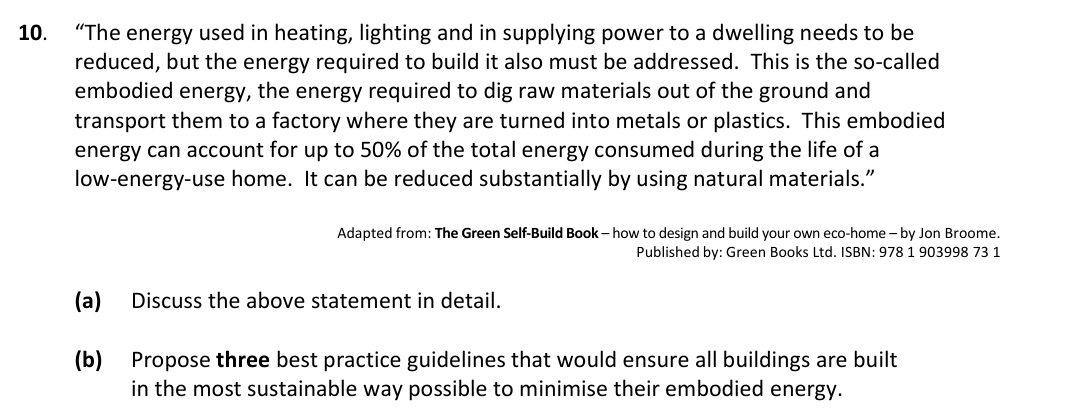 10. “The energy used in heating, lighting and in supplying power to a dwelling needs to be
reduced, but the energy required to build it also must be addressed. This is the so-called
embodied energy, the energy required to dig raw materials out of the ground and
transport them to a factory where they are turned into metals or plastics. This embodied
energy can account for up to 50% of the total energy consumed during the life of a
low-energy-use home. It can be reduced substantially by using natural materials.”
Adapted from: The Green Self-Build Book – how to design and build your own eco-home – by Jon Broome.
Published by: Green Books Ltd. ISBN: 978 1 903998 73 1
(a) Discuss the above statement in detail.
(b) Propose three best practice guidelines that would ensure all buildings are built
in the most sustainable way possible to minimise their embodied energy.